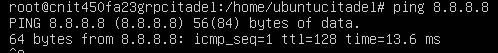 root@cnit450fa23grpcitadel:/home/ubuntucitadel# ping 8.8.8.8
PING 8.8.8.8 (8.8.8.8) 56(84) bytes of data.
64 bytes from 8.8.8.8: icmp_seq=1 ttl=128 time=13.6 ms